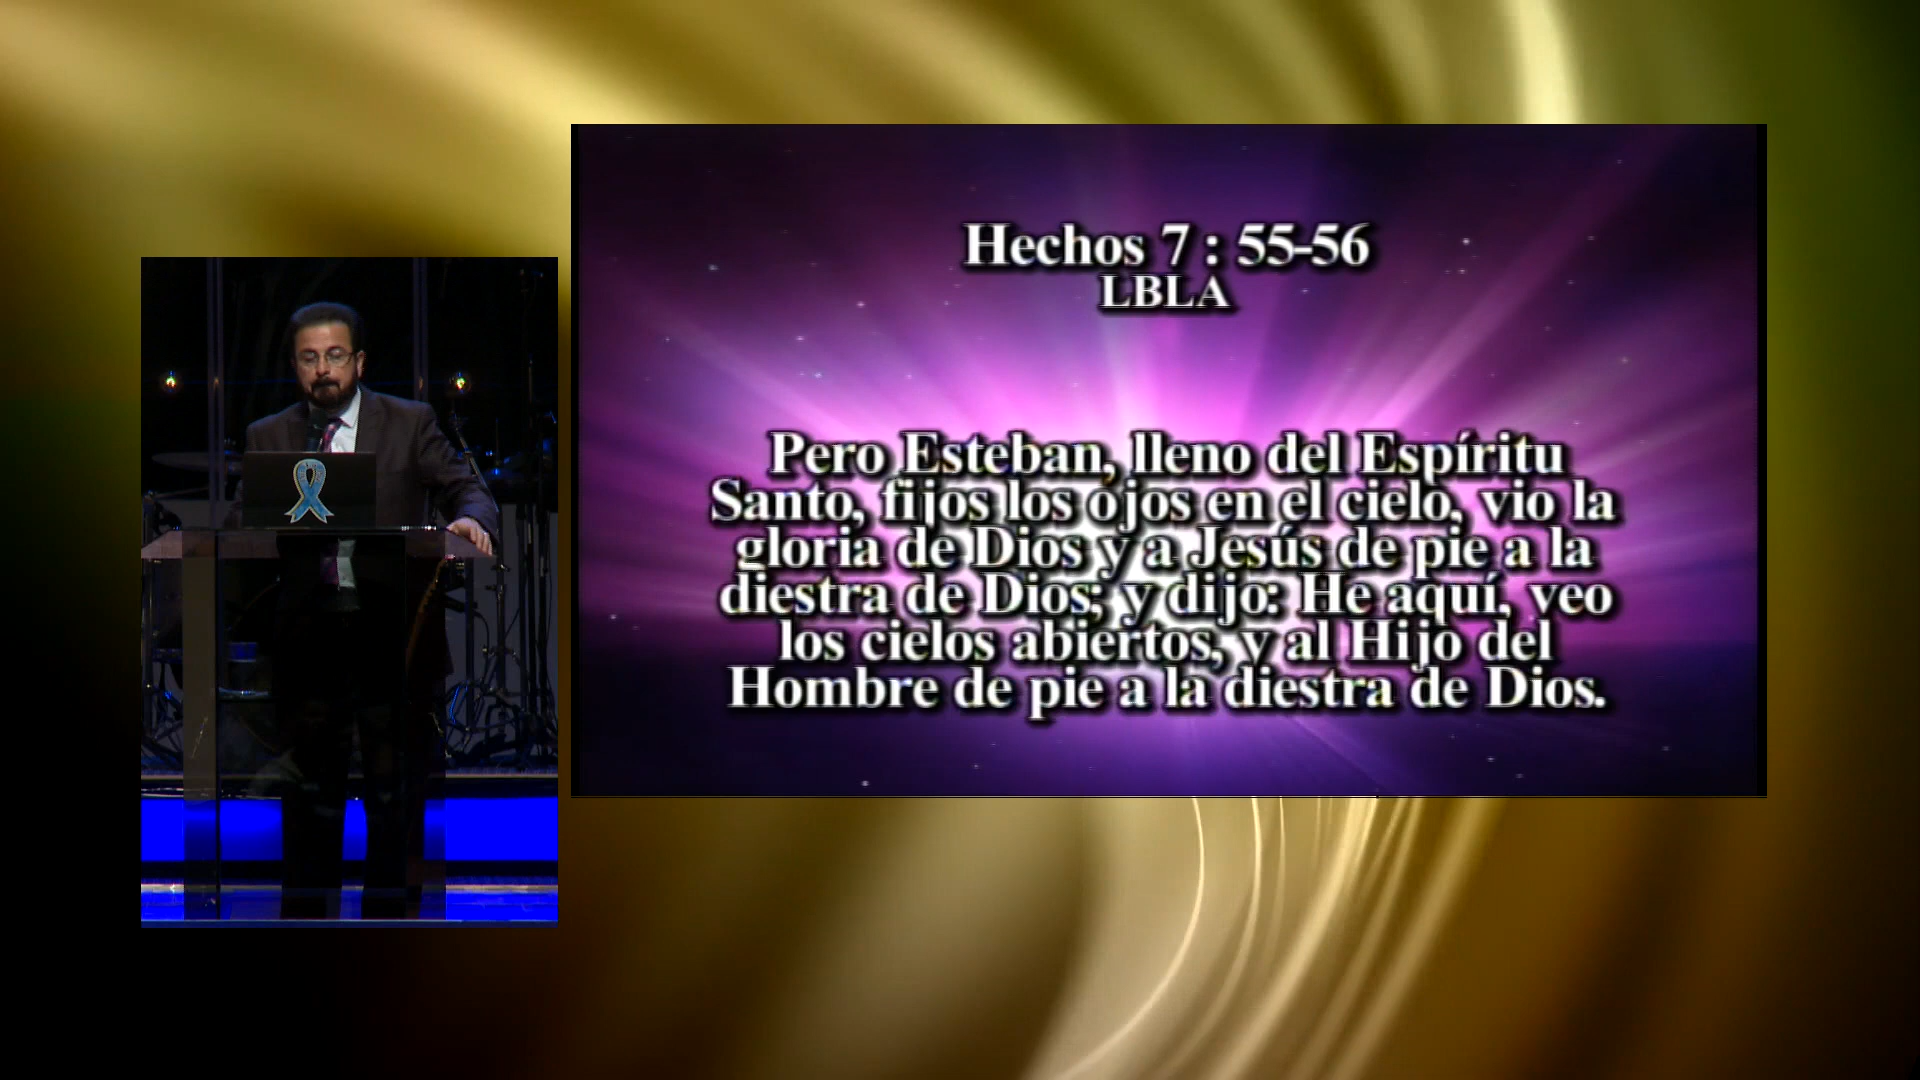 Hechos 7 : 55-56
LBLA
Pero Esteban, lleno del Espíritu
Santo, fijos los ojos en el cielo, vio la
gloria de Dios y a Jesús de pie a la
diestra de Dios; y dijo: He aquí, veo
los cielos abiertos, y al Hijo del
Hombre de pie a la diestra de Dios.